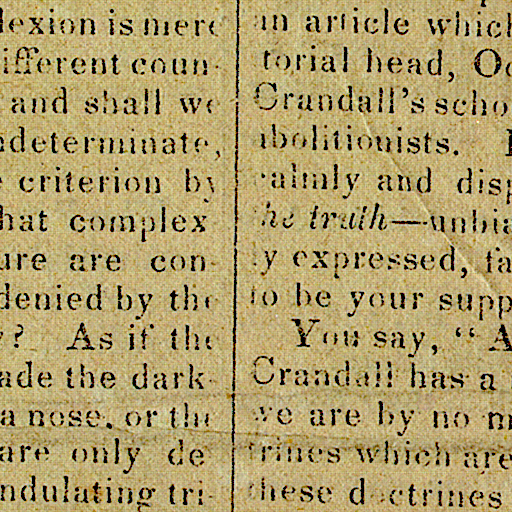 lexion is mere
ifferent coun-
and shall we
ndeterminate,
criterion by
hat complex
ure are con-
denied by the
? As if the
ade the dark-
a nose, or the
are only de
ndulating tri-
an article which
torial head, Oc
Crandall's scho
abolitionists.
calmly and disp
the truth—unbia
ly expressed, fa
to be your supp
You say, "A
Crandall has a
we are by no m
trines which are
these doctrines